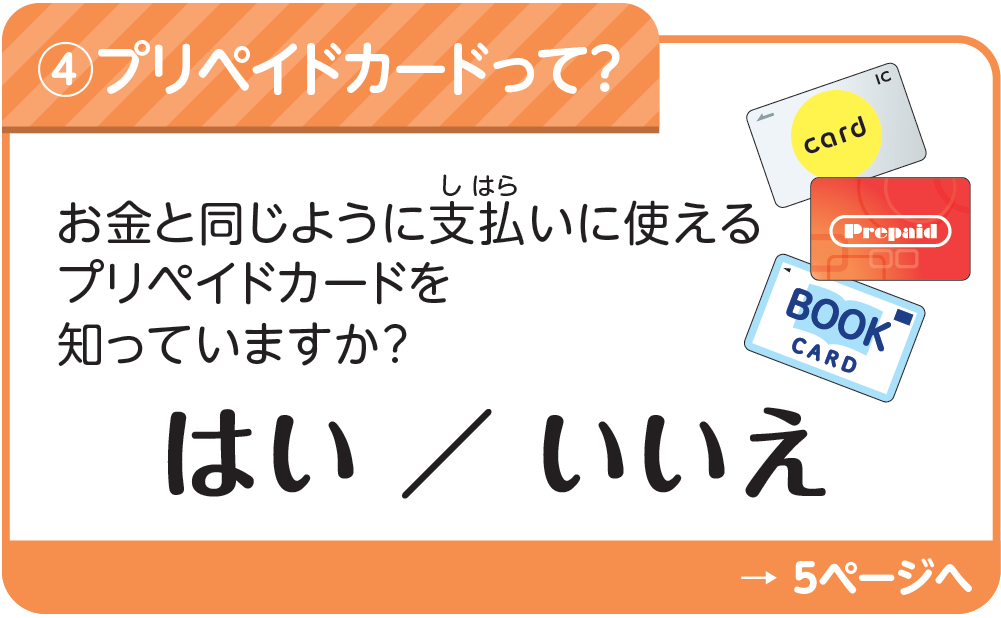 ④プリペイドカードって？
お金と同じように支払いに使える
しはら
プリペイドカードを
知っていますか？
はい ／ いいえ
IC
card
Prepaid
BOOK
CARD
→ 5ページへ